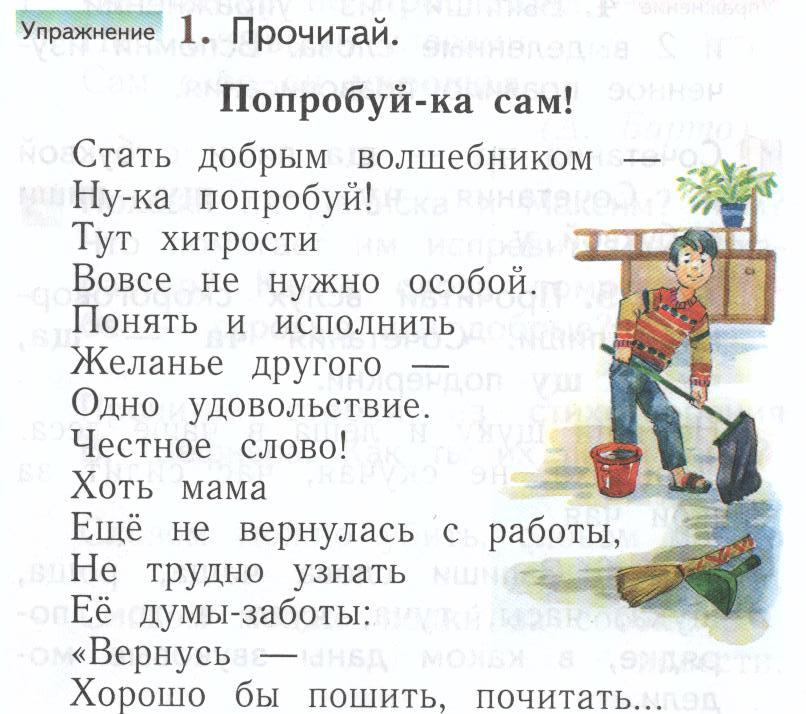 Упражнение 1. Прочитай.
Попробуй-ка сам!
Стать добрым волшебником —
Ну-ка попробуй!
Тут хитрости
Вовсе не нужно особой.
Понять и исполнить
Желанье другого —
Одно удовольствие.
Честное слово!
Хоть мама
Ещё не вернулась с работы,
Не трудно узнать
Её думы-заботы:
«Вернусь —
Хорошо бы пошить, почитать...